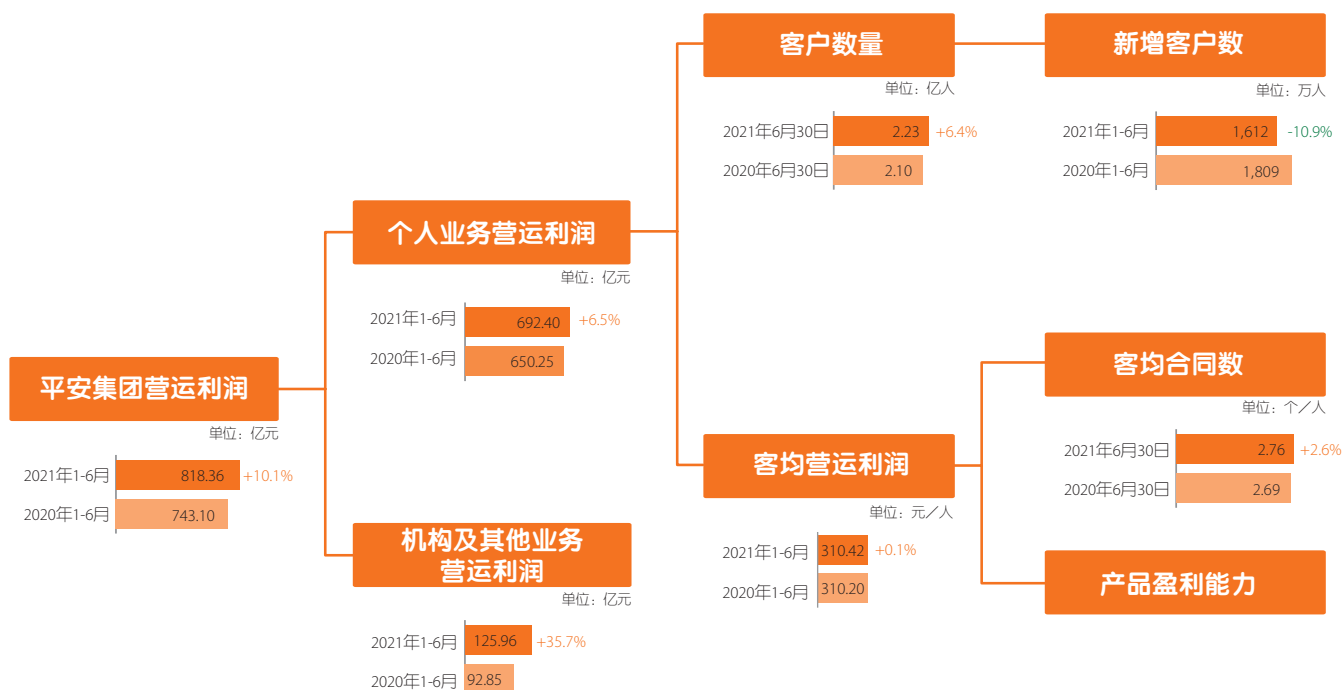 客户数量
单位：亿人
2021年6月30日 2.23 +6.4%
2020年6月30日 2.10
新增客户数
单位：万人
2021年1-6月 1,612 -10.9%
2020年1-6月 1,809
个人业务营运利润
单位：亿元
2021年1-6月 692.40 +6.5%
2020年1-6月 650.25
平安集团营运利润
单位：亿元
2021年1-6月 818.36 +10.1%
2020年1-6月 743.10
客均合同数
单位：个／人
2021年6月30日 2.76 +2.6%
2020年6月30日 2.69
客均营运利润
单位：元／人
2021年1-6月 310.42 +0.1%
2020年1-6月 310.20
机构及其他业务
营运利润
单位：亿元
2021年1-6月 125.96 +35.7%
2020年1-6月 92.85
产品盈利能力